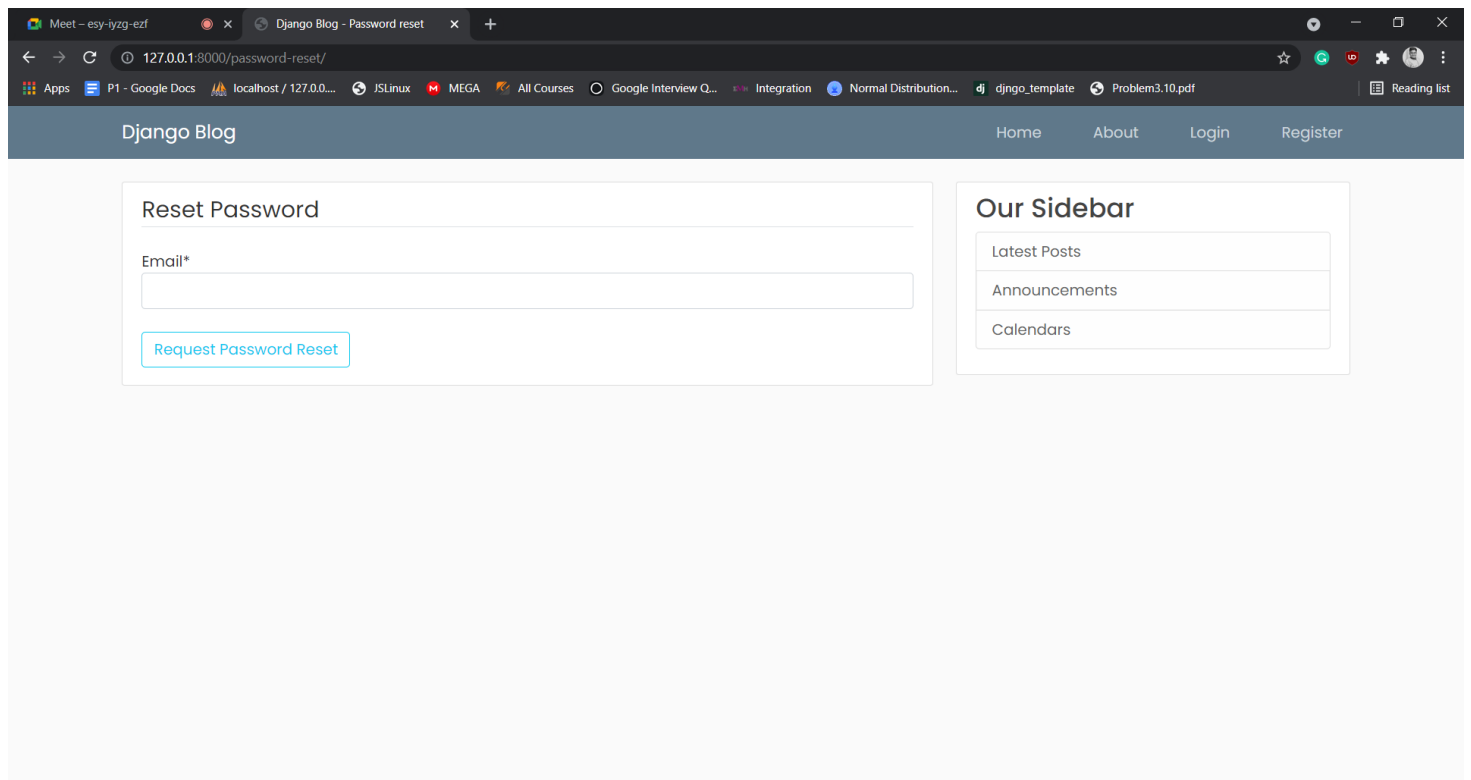 Meet – esy-iyzg-ezf Django Blog - Password reset
127.0.0.1:8000/password-reset/
Apps P1 - Google Docs localhost / 127.0.0.... JSLinux MEGA All Courses Google Interview Q... Integration Normal Distribution... dj djngo_template Problem3.10.pdf Reading list
Django Blog Home About Login Register
Reset Password
Email*
Request Password Reset
Our Sidebar
Latest Posts
Announcements
Calendars